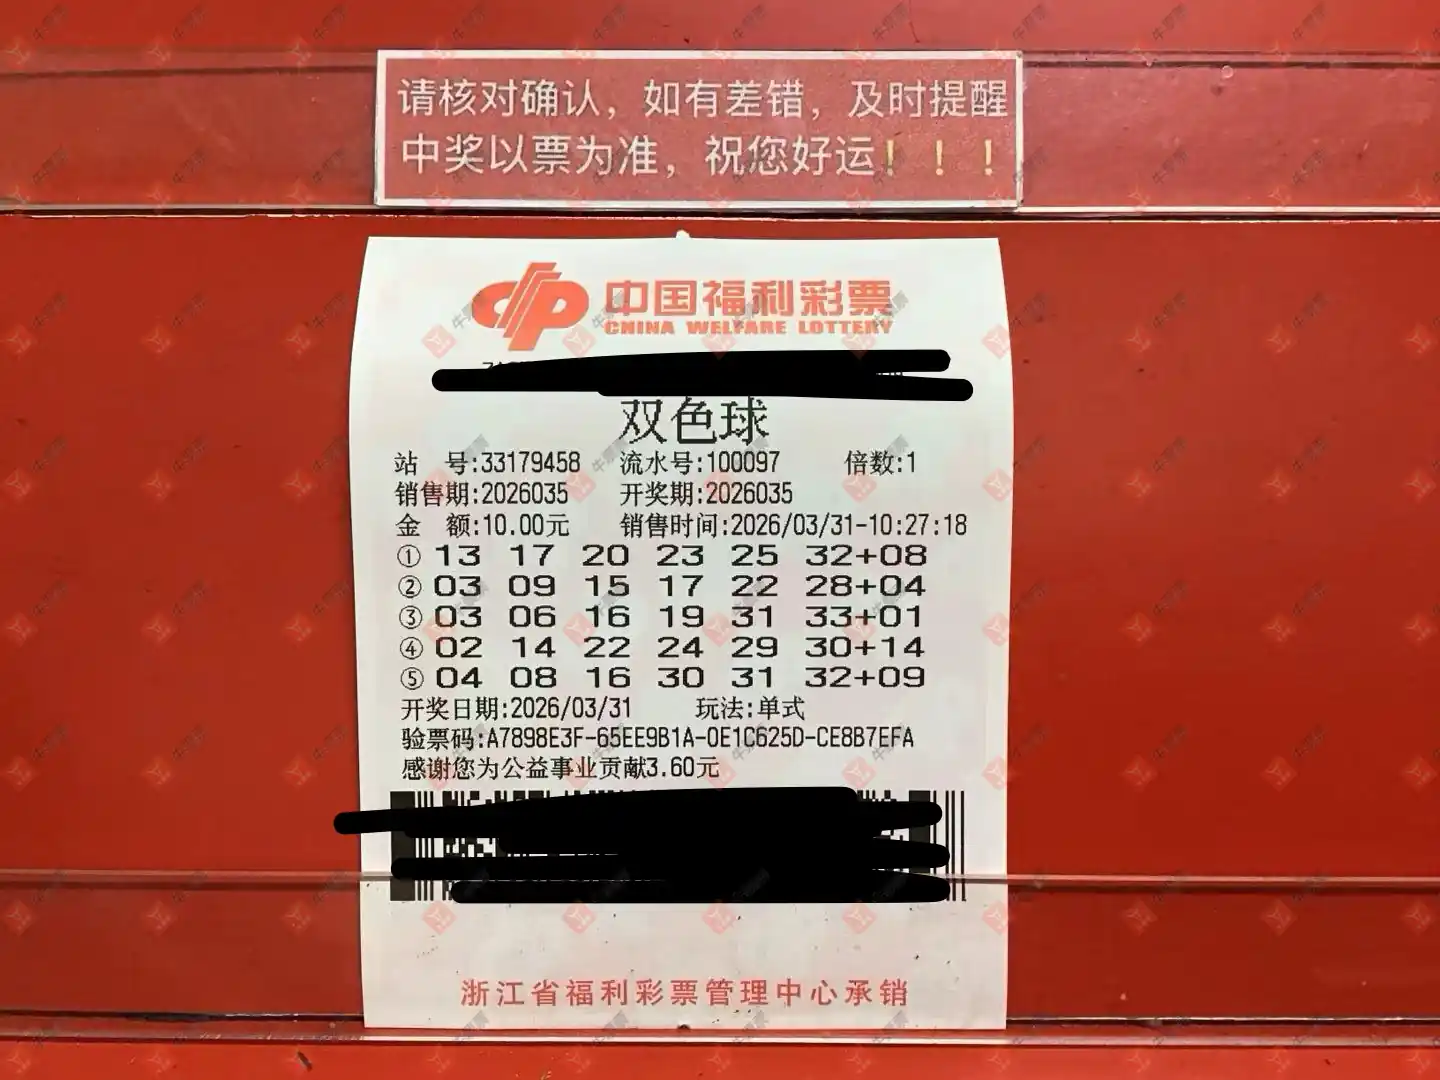 请核对确认，如有差错，及时提醒
中奖以票为准，祝您好运！！！
中国福利彩票
CHINA WELFARE LOTTERY
双色球
站 号:33179458 流水号:100097 倍数:1
销售期:2026035 开奖期:2026035
金 额:10.00元 销售时间:2026/03/31-10:27:18
① 13 17 20 23 25 32+08
② 03 09 15 17 22 28+04
③ 03 06 16 19 31 33+01
④ 02 14 22 24 29 30+14
⑤ 04 08 16 30 31 32+09
开奖日期:2026/03/31 玩法:单式
验票码:A7898E3F-65EE9B1A-0E1C625D-CE8B7EFA
感谢您为公益事业贡献3.60元
浙江省福利彩票管理中心承销